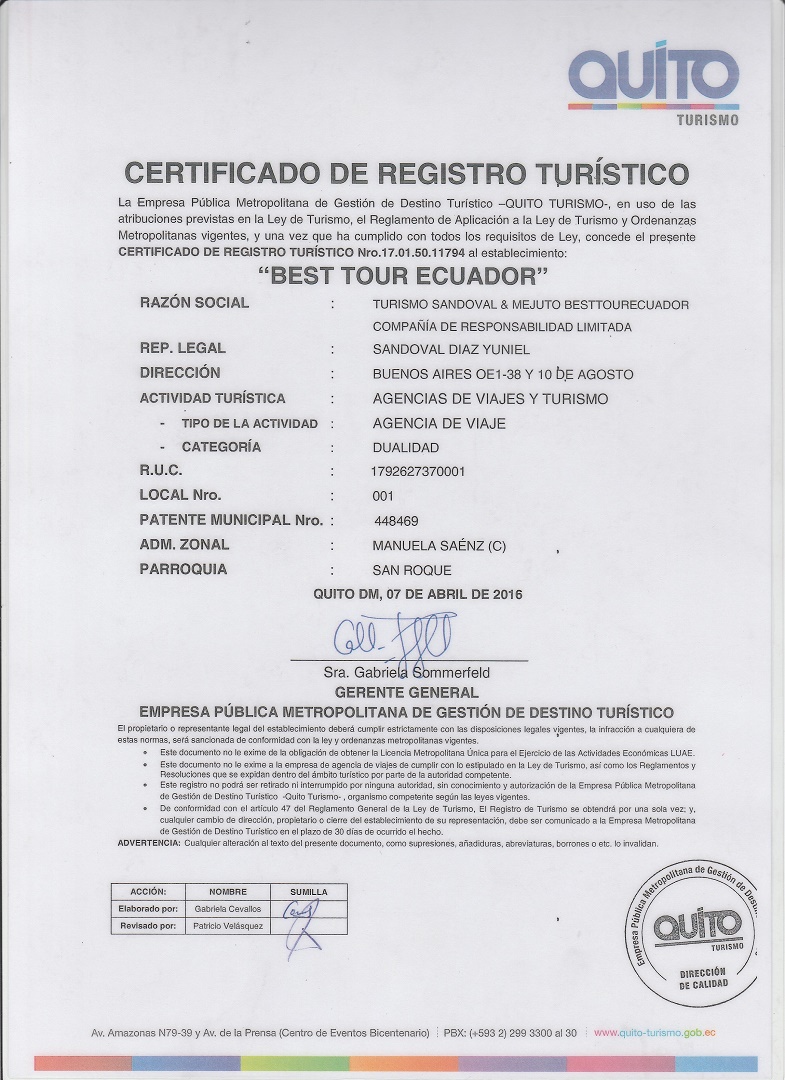 QUITO
TURISMO
CERTIFICADO DE REGISTRO TURÍSTICO
La Empresa Pública Metropolitana de Gestión de Destino Turístico –QUITO TURISMO-, en uso de las
atribuciones previstas en la Ley de Turismo, el Reglamento de Aplicación a la Ley de Turismo y Ordenanzas
Metropolitanas vigentes, y una vez que ha cumplido con todos los requisitos de Ley, concede el presente
CERTIFICADO DE REGISTRO TURÍSTICO Nro.17.01.50.11794 al establecimiento:
“BEST TOUR ECUADOR”
RAZÓN SOCIAL : TURISMO SANDOVAL & MEJUTO BESTTOURECUADOR
COMPAÑÍA DE RESPONSABILIDAD LIMITADA
REP. LEGAL : SANDOVAL DIAZ YUNIEL
DIRECCIÓN : BUENOS AIRES OE1-38 Y 10 DE AGOSTO
ACTIVIDAD TURÍSTICA : AGENCIAS DE VIAJES Y TURISMO
- TIPO DE LA ACTIVIDAD : AGENCIA DE VIAJE
- CATEGORÍA : DUALIDAD
R.U.C. : 1792627370001
LOCAL Nro. : 001
PATENTE MUNICIPAL Nro. : 448469
ADM. ZONAL : MANUELA SAÉNZ (C)
PARROQUIA : SAN ROQUE
QUITO DM, 07 DE ABRIL DE 2016
Sra. Gabriela Sommerfeld
GERENTE GENERAL
EMPRESA PÚBLICA METROPOLITANA DE GESTIÓN DE DESTINO TURÍSTICO
El propietario o representante legal del establecimiento deberá cumplir estrictamente con las disposiciones legales vigentes, la infracción a cualquiera de
estas normas, será sancionada de conformidad con la ley y ordenanzas metropolitanas vigentes.
• Este documento no le exime de la obligación de obtener la Licencia Metropolitana Única para el Ejercicio de las Actividades Económicas LUAE.
• Este documento no le exime a la empresa de agencia de viajes de cumplir con lo estipulado en la Ley de Turismo, así como los Reglamentos y
Resoluciones que se expidan dentro del ámbito turístico por parte de la autoridad competente.
• Este registro no podrá ser retirado ni interrumpido por ninguna autoridad, sin conocimiento y autorización de la Empresa Pública Metropolitana
de Gestión de Destino Turístico -Quito Turismo- , organismo competente según las leyes vigentes.
• De conformidad con el artículo 47 del Reglamento General de la Ley de Turismo, El Registro de Turismo se obtendrá por una sola vez; y,
cualquier cambio de dirección, propietario o cierre del establecimiento de su representación, debe ser comunicado a la Empresa Metropolitana
de Gestión de Destino Turístico en el plazo de 30 días de ocurrido el hecho.
ADVERTENCIA: Cualquier alteración al texto del presente documento, como supresiones, añadiduras, abreviaturas, borrones o etc. lo invalidan.
ACCIÓN: NOMBRE SUMILLA
Elaborado por: Gabriela Cevallos
Revisado por: Patricio Velásquez
Empresa Pública Metropolitana de Gestión de
QUITO
TURISMO
DIRECCIÓN
DE CALIDAD
Av. Amazonas N79-39 y Av. de la Prensa (Centro de Eventos Bicentenario) | PBX: (+593 2) 299 3300 al 30 | www.quito-turismo.gob.ec